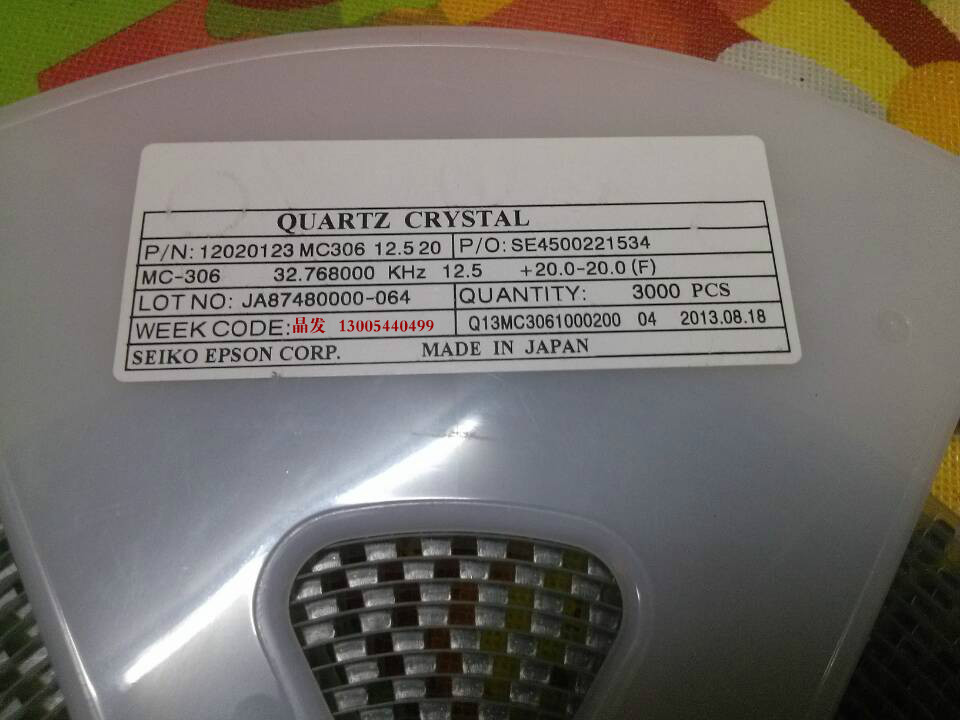 QUARTZ CRYSTAL
P/N: 12020123 MC306 12.5 20 P/O: SE4500221534
MC-306 32.768000 KHz 12.5 +20.0-20.0 (F)
LOT NO: JA87480000-064 QUANTITY: 3000 PCS
WEEK CODE: 品发 13005440499 Q13MC3061000200 04 2013.08.18
SEIKO EPSON CORP. MADE IN JAPAN